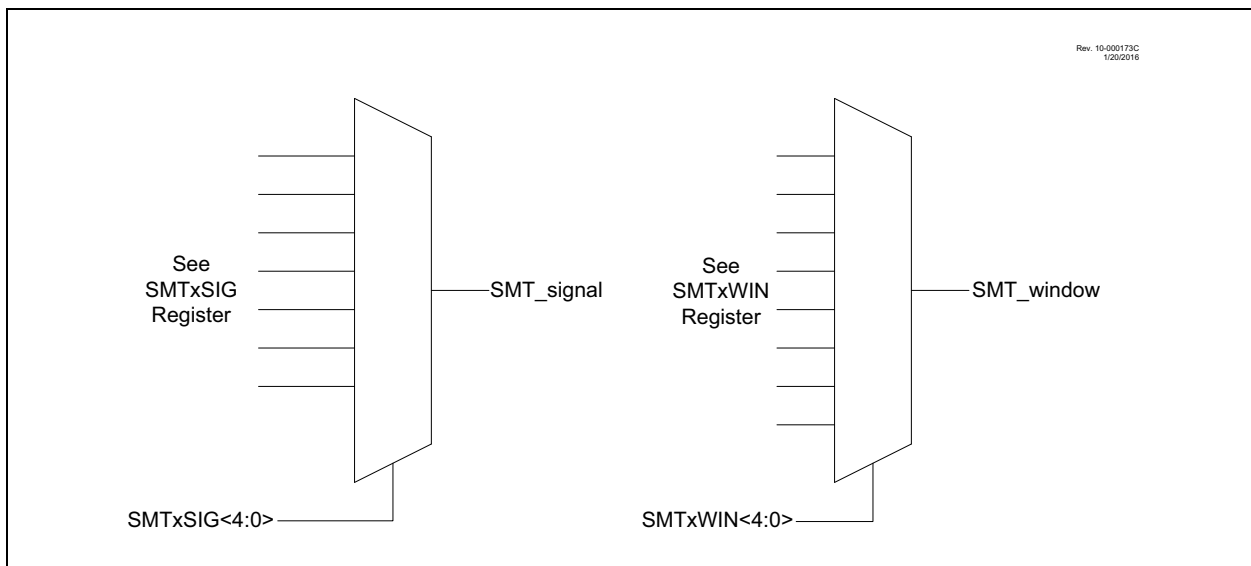 Rev. 10-000173C
1/20/2016
See
SMTxSIG
Register
SMT_signal
See
SMTxWIN
Register
SMT_window
SMTxSIG<4:0>
SMTxWIN<4:0>